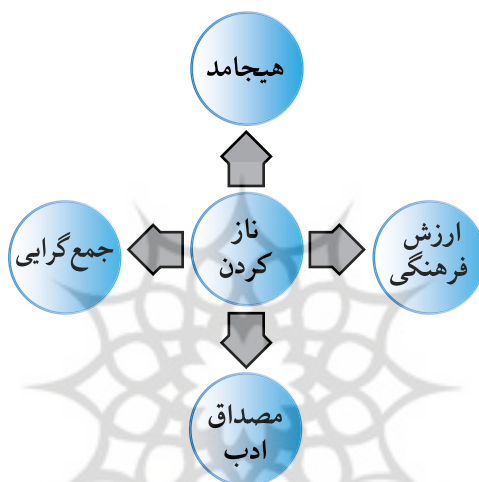 هیجامد
ناز
کردن
ارزش
فرهنگی
جمع‌گرایی
مصداق
ادب